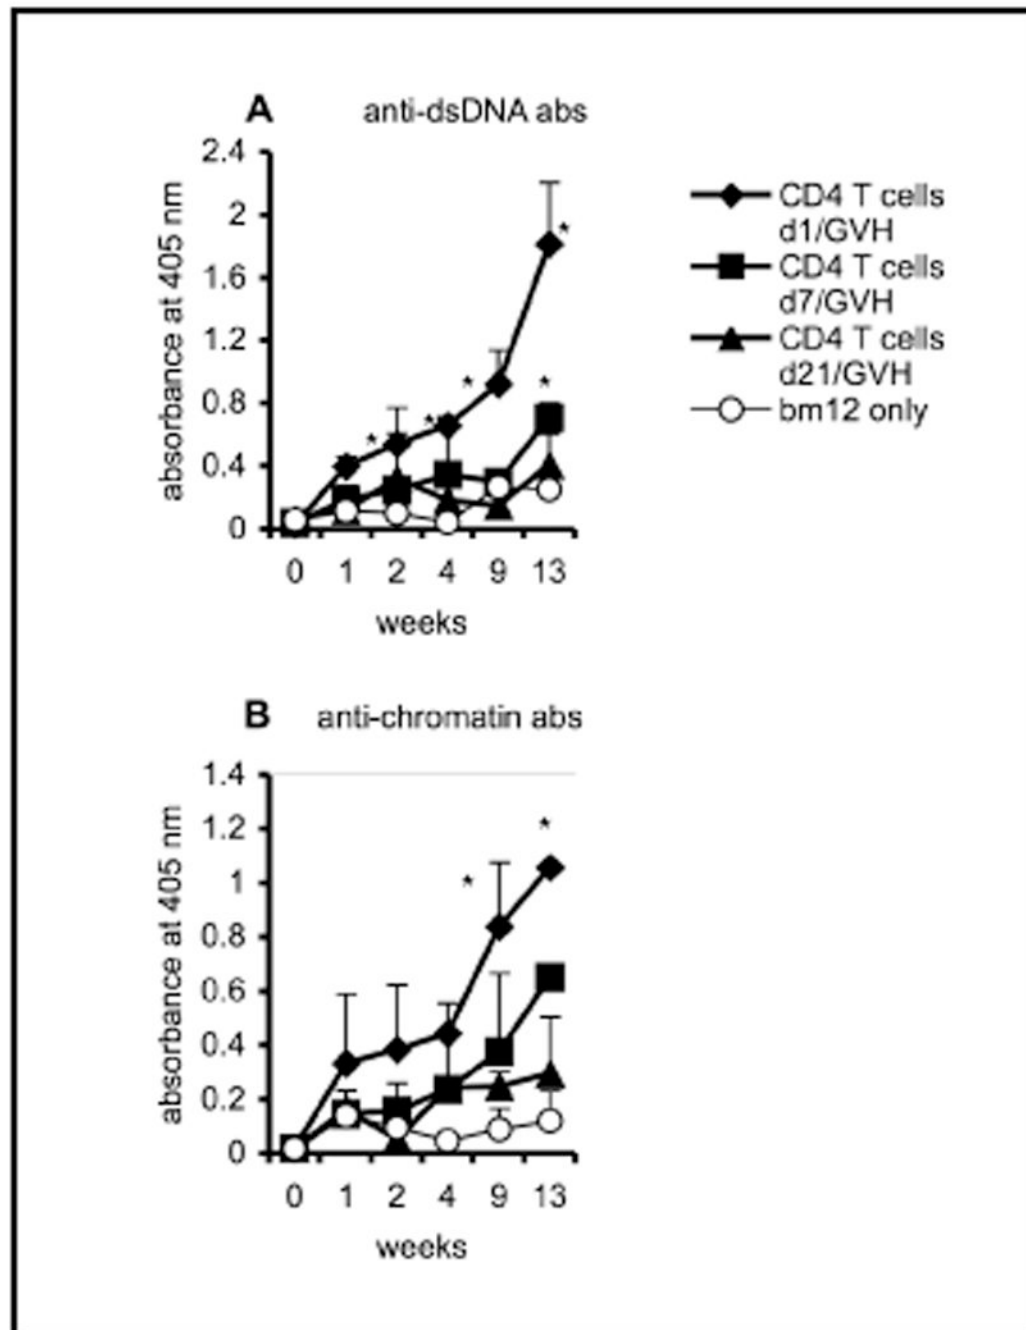 A anti-dsDNA abs
2.4
2
1.6
1.2
0.8
0.4
0
absorbance at 405 nm
0 1 2 4 9 13
weeks
* * * * * *
CD4 T cells
d1/GVH
CD4 T cells
d7/GVH
CD4 T cells
d21/GVH
bm12 only
B anti-chromatin abs
1.4
1.2
1
0.8
0.6
0.4
0.2
0
absorbance at 405 nm
0 1 2 4 9 13
weeks
* *